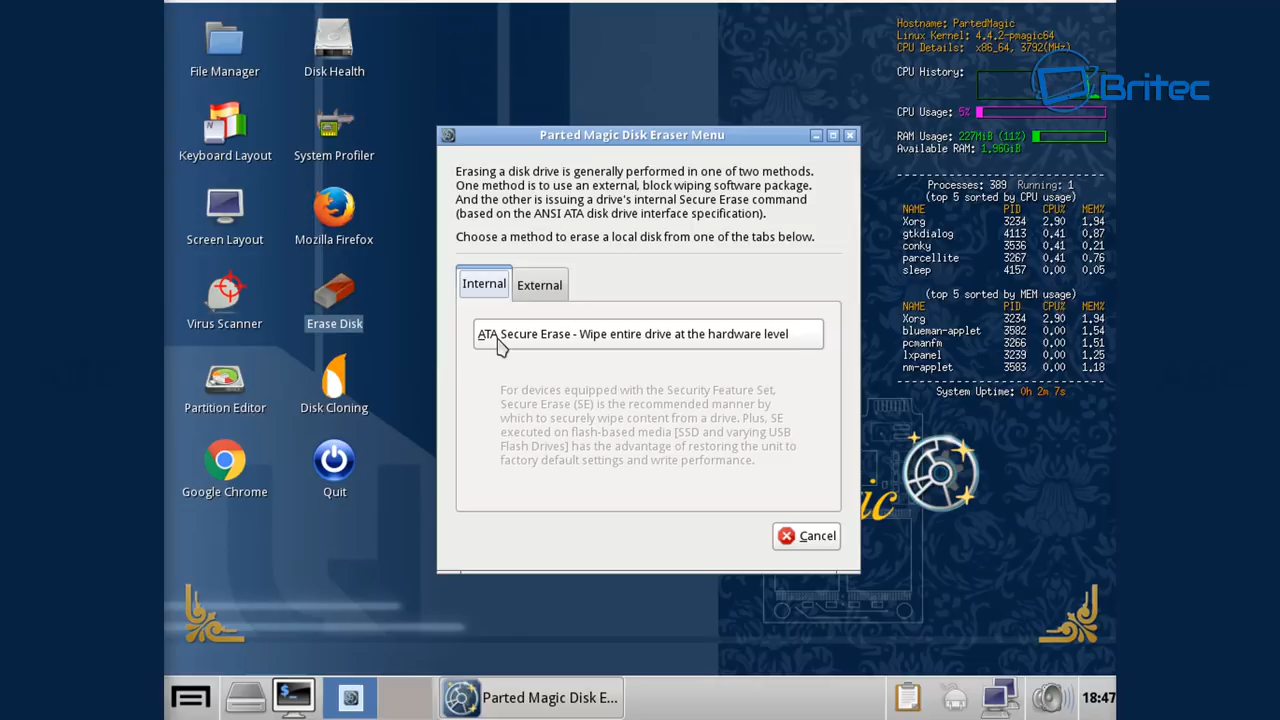 File Manager
Disk Health
Keyboard Layout
System Profiler
Screen Layout
Mozilla Firefox
Virus Scanner
Erase Disk
Partition Editor
Disk Cloning
Google Chrome
Quit
Parted Magic Disk Eraser Menu
Erasing a disk drive is generally performed in one of two methods.
One method is to use an external, block wiping software package.
And the other is issuing a drive's internal Secure Erase command
(based on the ANSI ATA disk drive interface specification).
Choose a method to erase a local disk from one of the tabs below.
Internal
External
ATA Secure Erase - Wipe entire drive at the hardware level
For devices equipped with the Security Feature Set,
Secure Erase (SE) is the recommended manner by
which to securely wipe content from a drive. Plus, SE
executed on flash-based media [SSD and varying USB
Flash Drives] has the advantage of restoring the unit to
factory default settings and write performance.
Cancel
Hostname: PartedMagic
Linux Kernel: 4.4.2-pmagic64
CPU Details: x86_64, 3792(MHz)
CPU History:
Britec
CPU Usage: 5%
RAM Usage: 227MiB (11%)
Available RAM: 1.96GiB
Processes: 389 Running: 1
(top 5 sorted by CPU usage)
NAME PID CPU% MEM%
Xorg 3234 2.90 1.94
gtkdialog 4113 0.41 0.87
conky 3536 0.41 0.21
parcellite 3267 0.41 0.76
sleep 4157 0.00 0.05
(top 5 sorted by MEM usage)
NAME PID CPU% MEM%
Xorg 3234 2.90 1.94
blueman-applet 3582 0.00 1.54
pcmanfm 3266 0.00 1.51
lxpanel 3239 0.00 1.25
nm-applet 3583 0.00 1.18
System Uptime: 0h 2m 7s
ic
N
$_
Parted Magic Disk E...
18:47